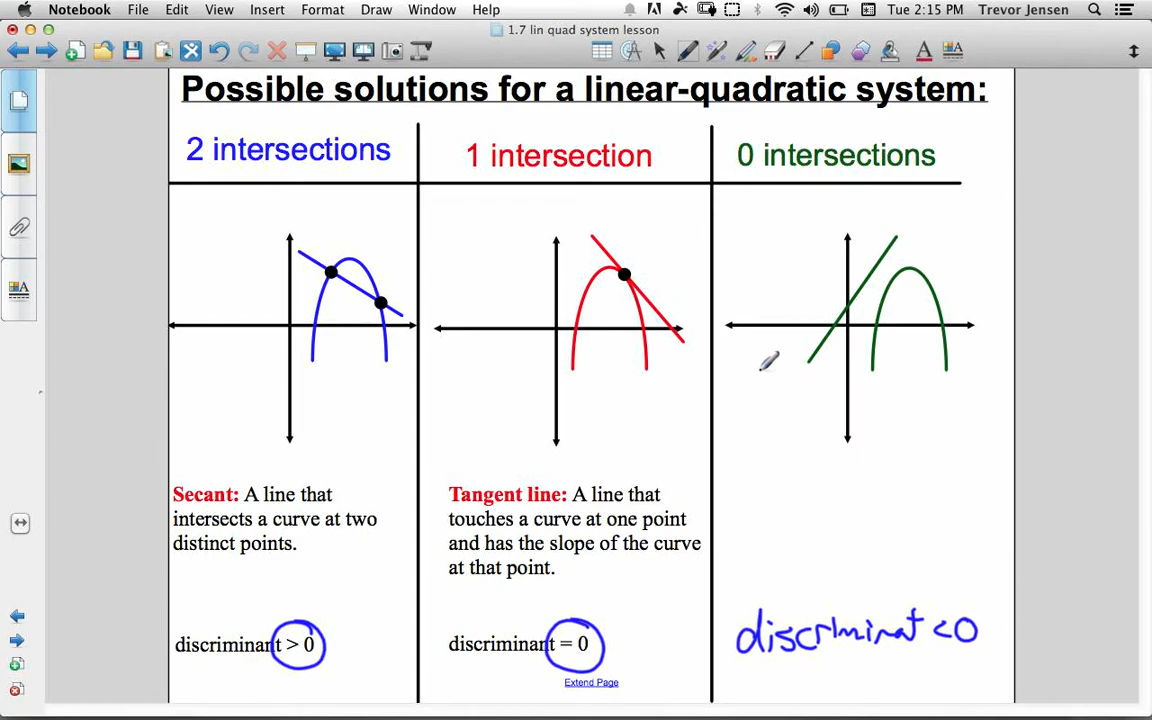 Notebook File Edit View Insert Format Draw Window Help Tue 2:15 PM Trevor Jensen
1.7 lin quad system lesson
Possible solutions for a linear-quadratic system:
2 intersections
1 intersection
0 intersections
Secant: A line that
intersects a curve at two
distinct points.
Tangent line: A line that
touches a curve at one point
and has the slope of the curve
at that point.
discriminant > 0
discriminant = 0
discriminat <0
Extend Page